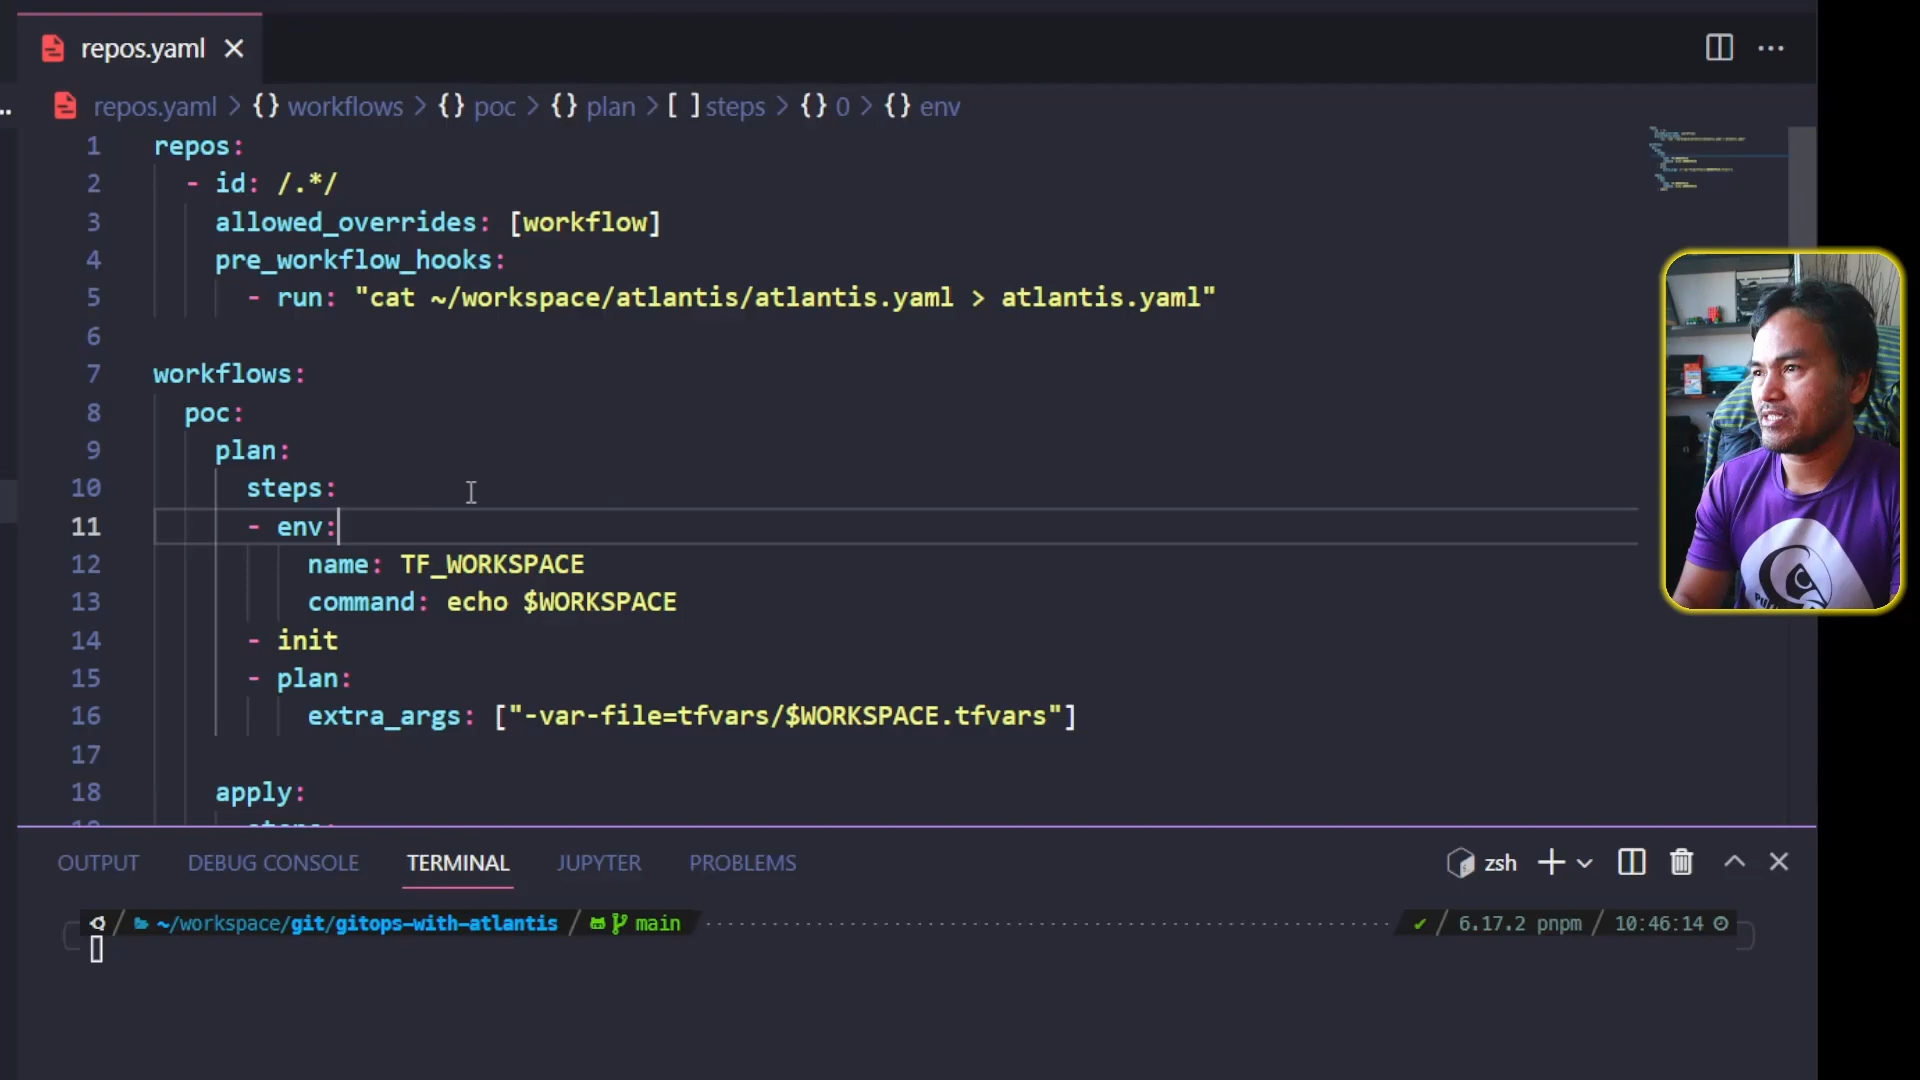 repos.yaml
repos.yaml > {} workflows > {} poc > {} plan > [ ] steps > {} 0 > {} env
1 repos:
2 - id: /.*/
3 allowed_overrides: [workflow]
4 pre_workflow_hooks:
5 - run: "cat ~/workspace/atlantis/atlantis.yaml > atlantis.yaml"
6
7 workflows:
8 poc:
9 plan:
10 steps:
11 - env:
12 name: TF_WORKSPACE
13 command: echo $WORKSPACE
14 - init
15 - plan:
16 extra_args: ["-var-file=tfvars/$WORKSPACE.tfvars"]
17
18 apply:
OUTPUT DEBUG CONSOLE TERMINAL JUPYTER PROBLEMS zsh
~/workspace/git/gitops-with-atlantis / main ✔ / 6.17.2 pnpm / 10:46:14